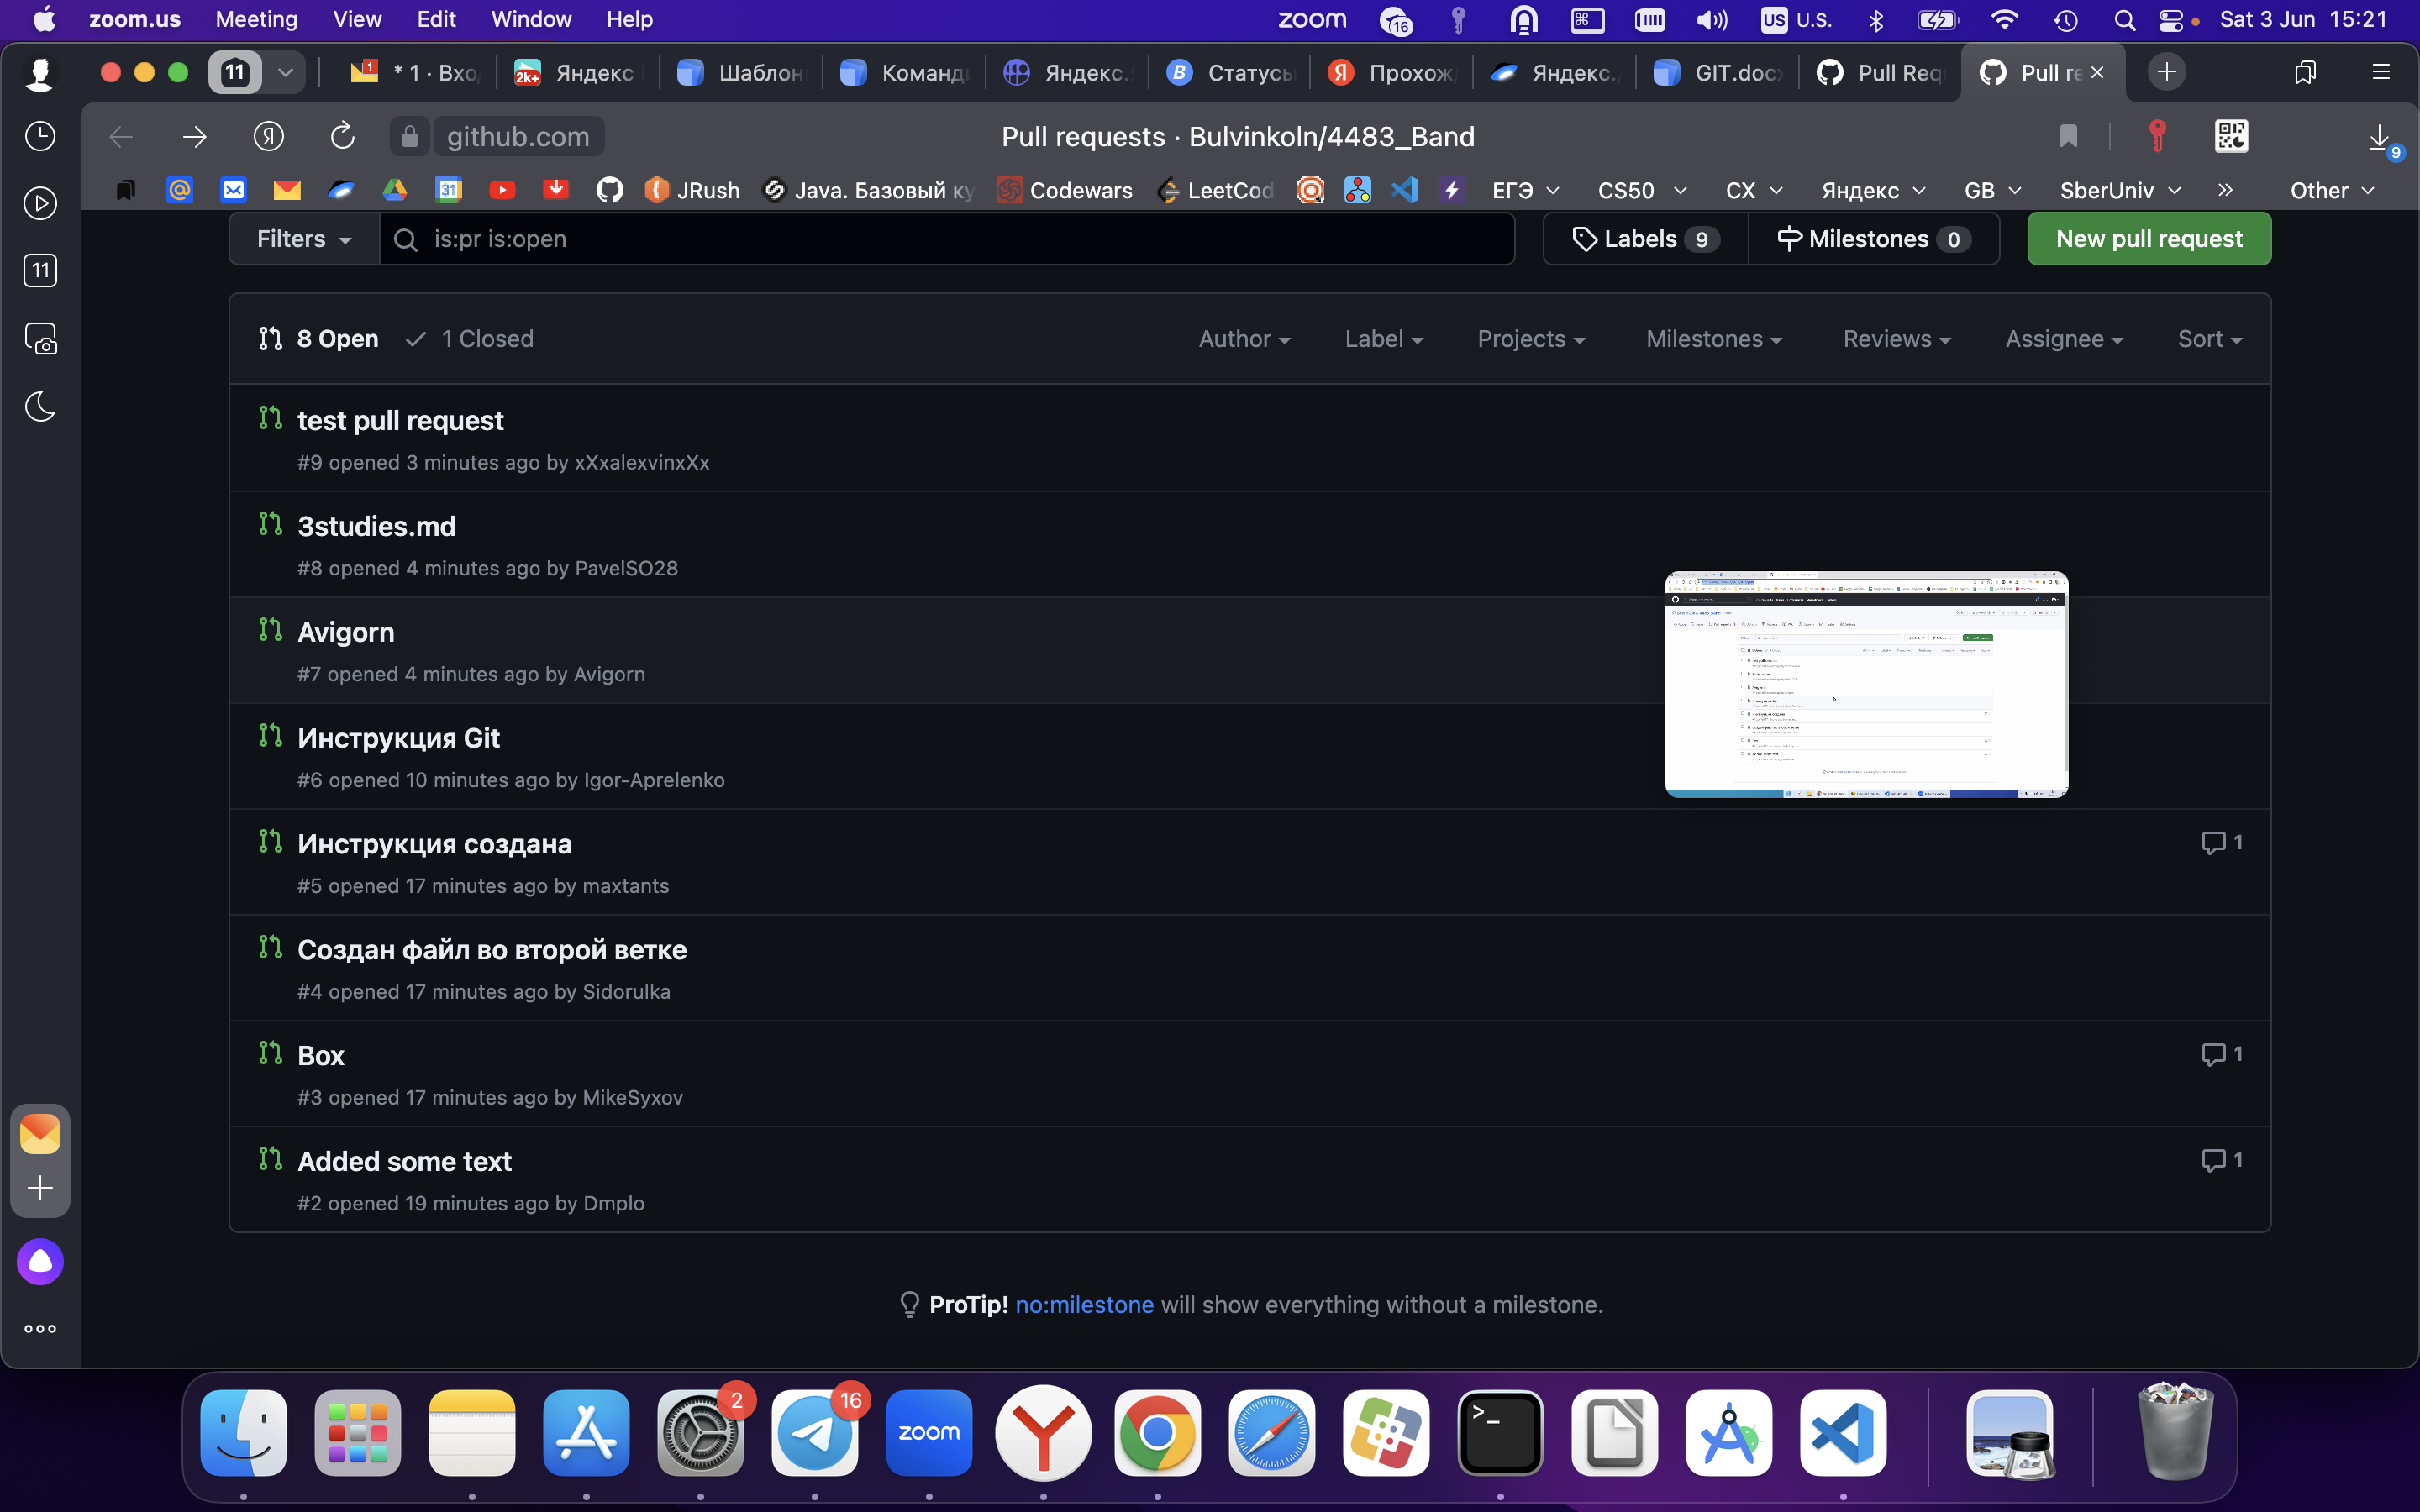 zoom.us Meeting View Edit Window Help zoom 16 US U.S. Sat 3 Jun 15:21
11 1 * 1 · Вхо 2k+ Яндекс Шаблон Команд Яндекс. B Статусы Я Прохож Яндекс. GIT.docx Pull Req Pull re
Я github.com Pull requests · Bulvinkoln/4483_Band 9
31 JRush Java. Базовый ку Codewars LeetCod ЕГЭ CS50 CX Яндекс GB SberUniv Other
11
Filters is:pr is:open Labels 9 Milestones 0 New pull request
8 Open 1 Closed Author Label Projects Milestones Reviews Assignee Sort
test pull request
#9 opened 3 minutes ago by xXxalexvinxXx
3studies.md
#8 opened 4 minutes ago by PavelSO28
Avigorn
#7 opened 4 minutes ago by Avigorn
Инструкция Git
#6 opened 10 minutes ago by Igor-Aprelenko
Инструкция создана 1
#5 opened 17 minutes ago by maxtants
Создан файл во второй ветке
#4 opened 17 minutes ago by Sidorulka
Box 1
#3 opened 17 minutes ago by MikeSyxov
Added some text 1
#2 opened 19 minutes ago by Dmplo
ProTip! no:milestone will show everything without a milestone.
2 16 zoom